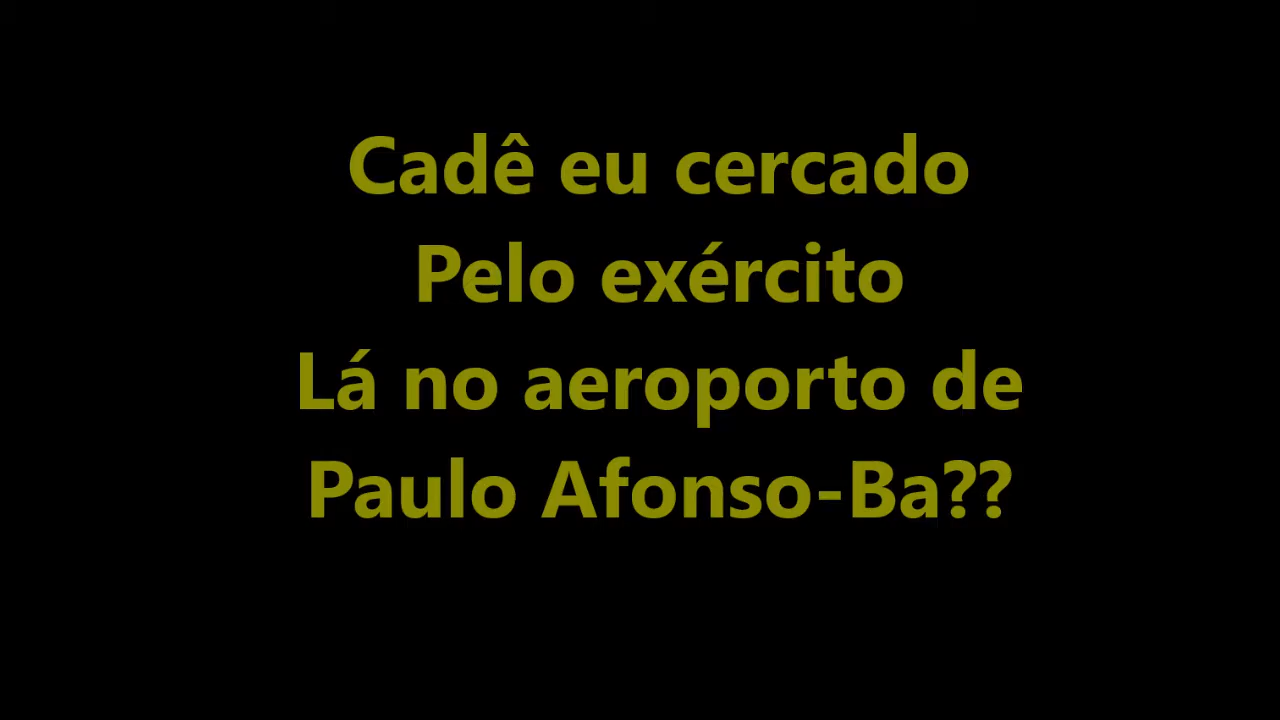 Cadê eu cercado
Pelo exército
Lá no aeroporto de
Paulo Afonso-Ba??